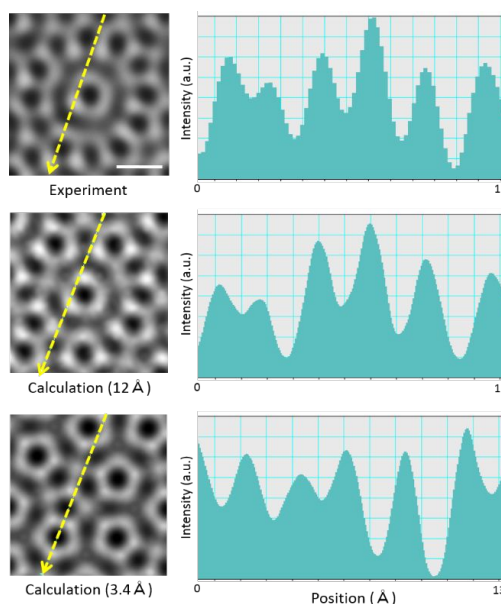 Intensity (a.u.)
0 1
Experiment
Intensity (a.u.)
0 1
Calculation (12 Å)
Intensity (a.u.)
0
Calculation (3.4 Å)
Position (Å)